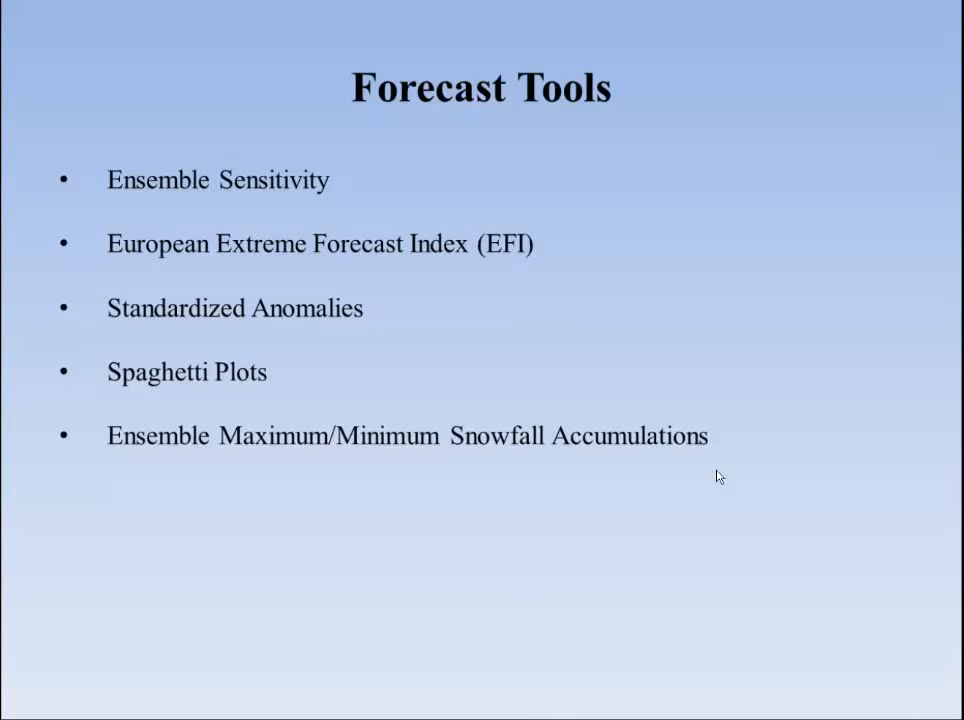 Forecast Tools
• Ensemble Sensitivity
• European Extreme Forecast Index (EFI)
• Standardized Anomalies
• Spaghetti Plots
• Ensemble Maximum/Minimum Snowfall Accumulations